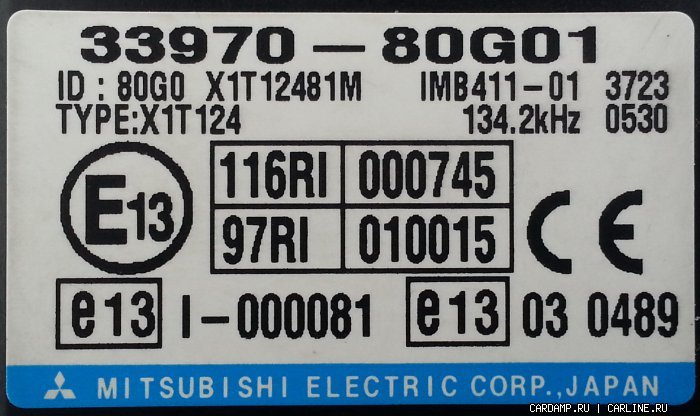 33970-80G01
ID : 80G0 X1T12481M IMB411-01 3723
TYPE:X1T124 134.2kHz 0530
E13 116RI 000745 CE
97RI 010015
e13 I-000081 e13 03 0489
MITSUBISHI ELECTRIC CORP.,JAPAN
CARDAMP.RU | CARLINE.RU